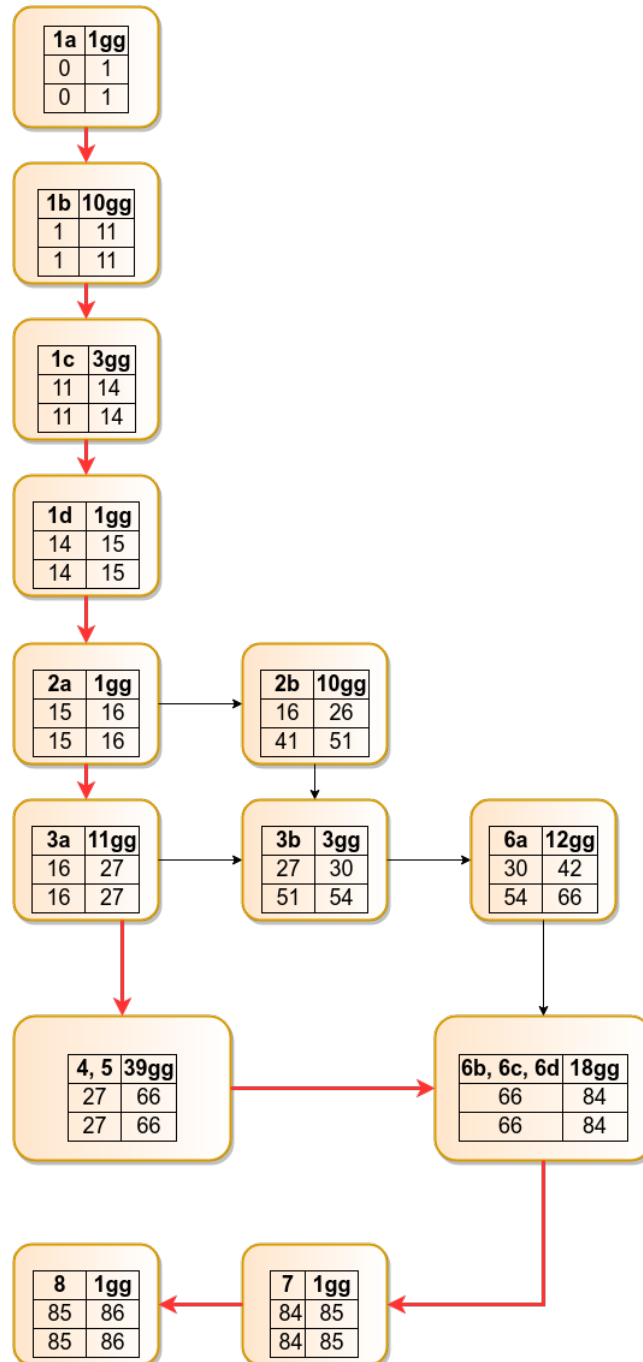 1a 1gg
0 1
0 1
1b 10gg
1 11
1 11
1c 3gg
11 14
11 14
1d 1gg
14 15
14 15
2a 1gg
15 16
15 16
2b 10gg
16 26
41 51
3a 11gg
16 27
16 27
3b 3gg
27 30
51 54
6a 12gg
30 42
54 66
4, 5 39gg
27 66
27 66
6b, 6c, 6d 18gg
66 84
66 84
8 1gg
85 86
85 86
7 1gg
84 85
84 85